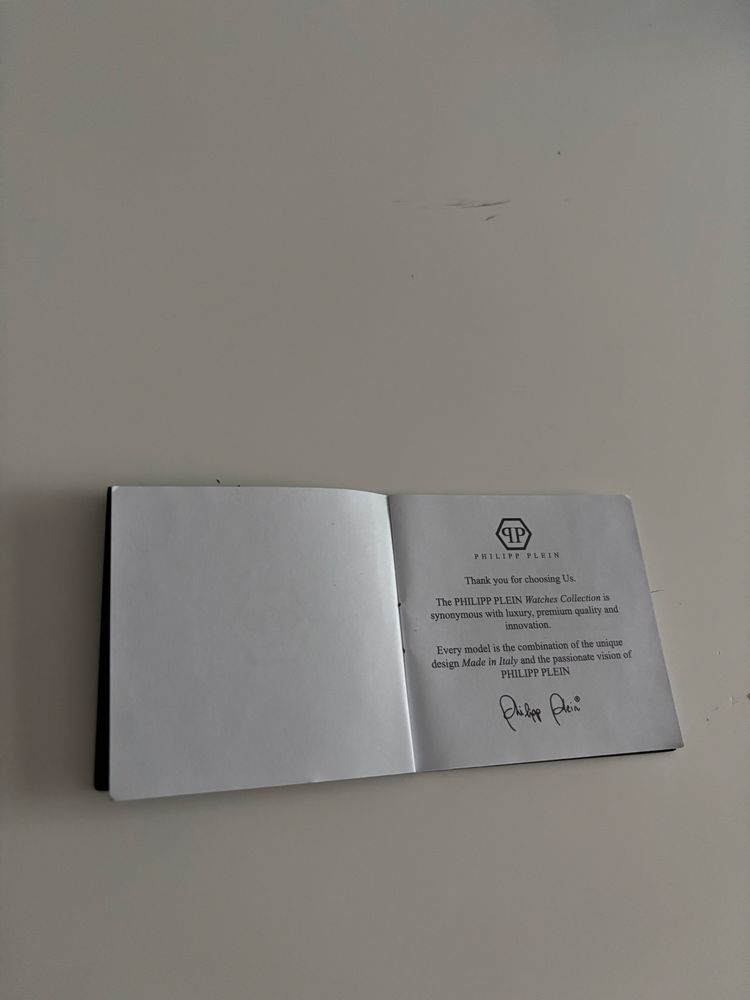 PP
PHILIPP PLEIN
Thank you for choosing Us.
The PHILIPP PLEIN Watches Collection is
synonymous with luxury, premium quality and
innovation.
Every model is the combination of the unique
design Made in Italy and the passionate vision of
PHILIPP PLEIN
Philipp Plein®